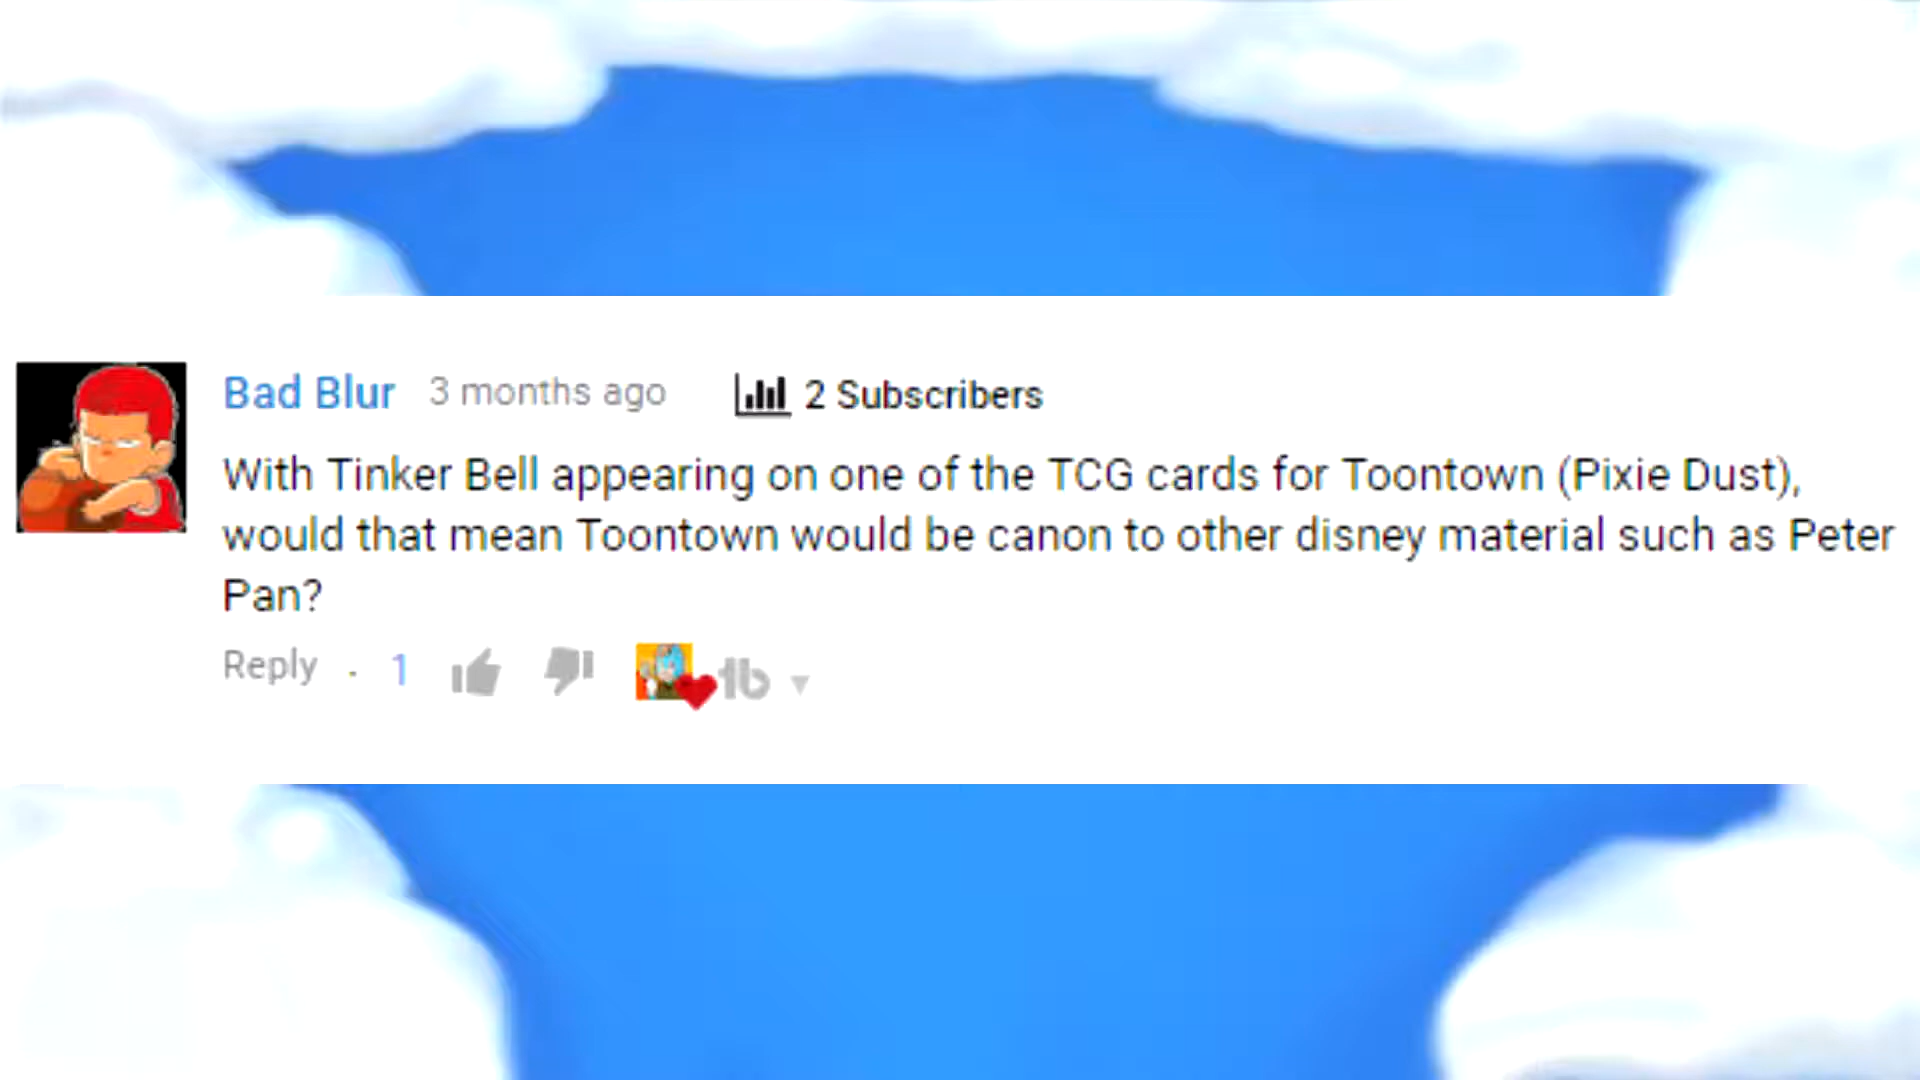 Bad Blur 3 months ago 2 Subscribers
With Tinker Bell appearing on one of the TCG cards for Toontown (Pixie Dust),
would that mean Toontown would be canon to other disney material such as Peter
Pan?
Reply · 1 tb